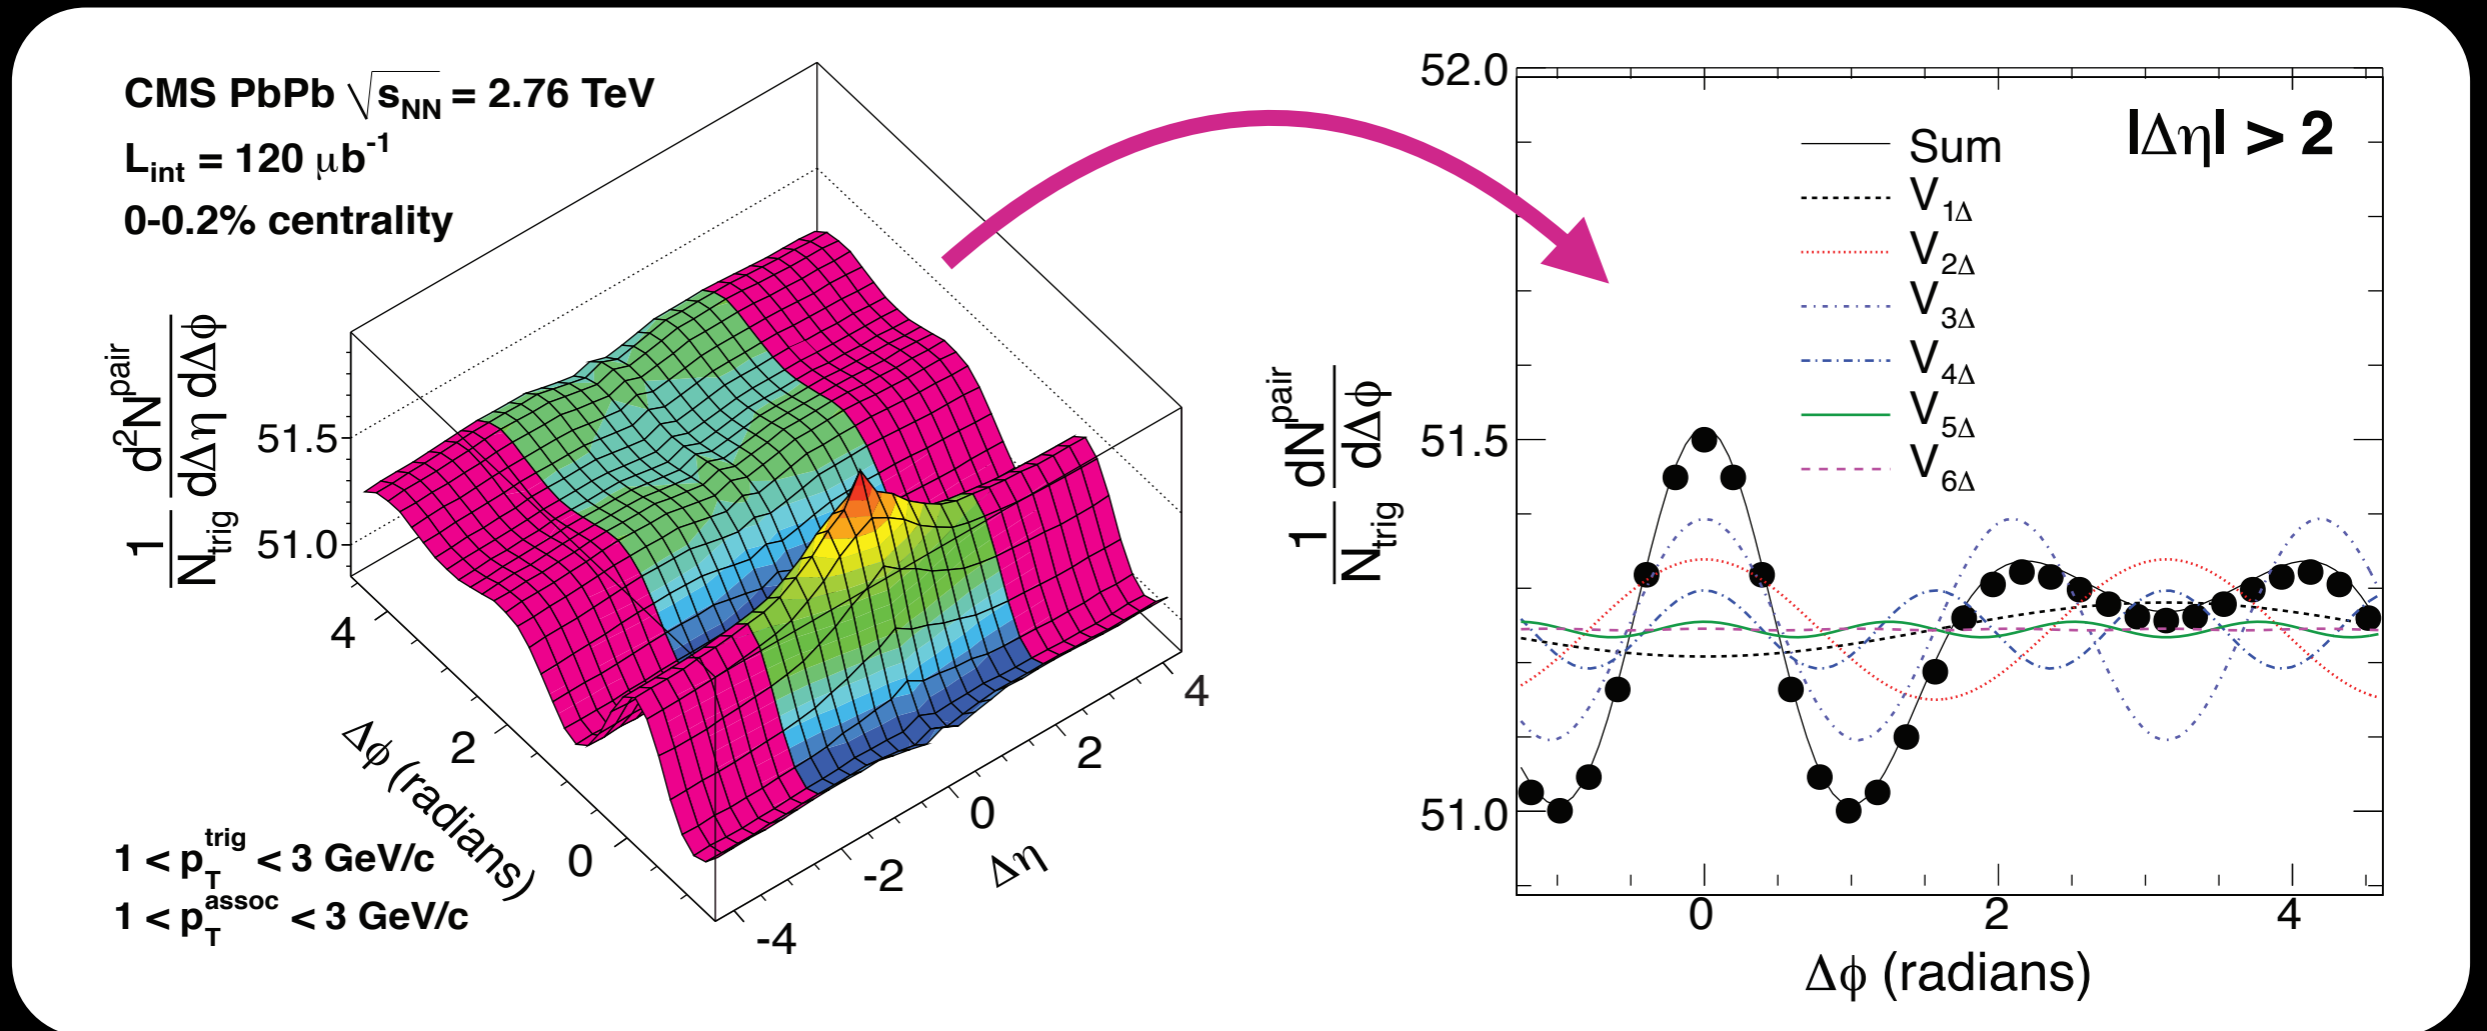 CMS PbPb √sNN = 2.76 TeV
Lint = 120 μb-1
0-0.2% centrality
1 d2Npair
Ntrig dΔη dΔϕ
51.5
51.0
4
2
0
Δϕ (radians)
-4
-2
0
2
4
Δη
1 < pTtrig < 3 GeV/c
1 < pTassoc < 3 GeV/c
52.0
51.5
51.0
1 dNpair
Ntrig dΔϕ
|Δη| > 2
Sum
V1Δ
V2Δ
V3Δ
V4Δ
V5Δ
V6Δ
0
2
4
Δϕ (radians)